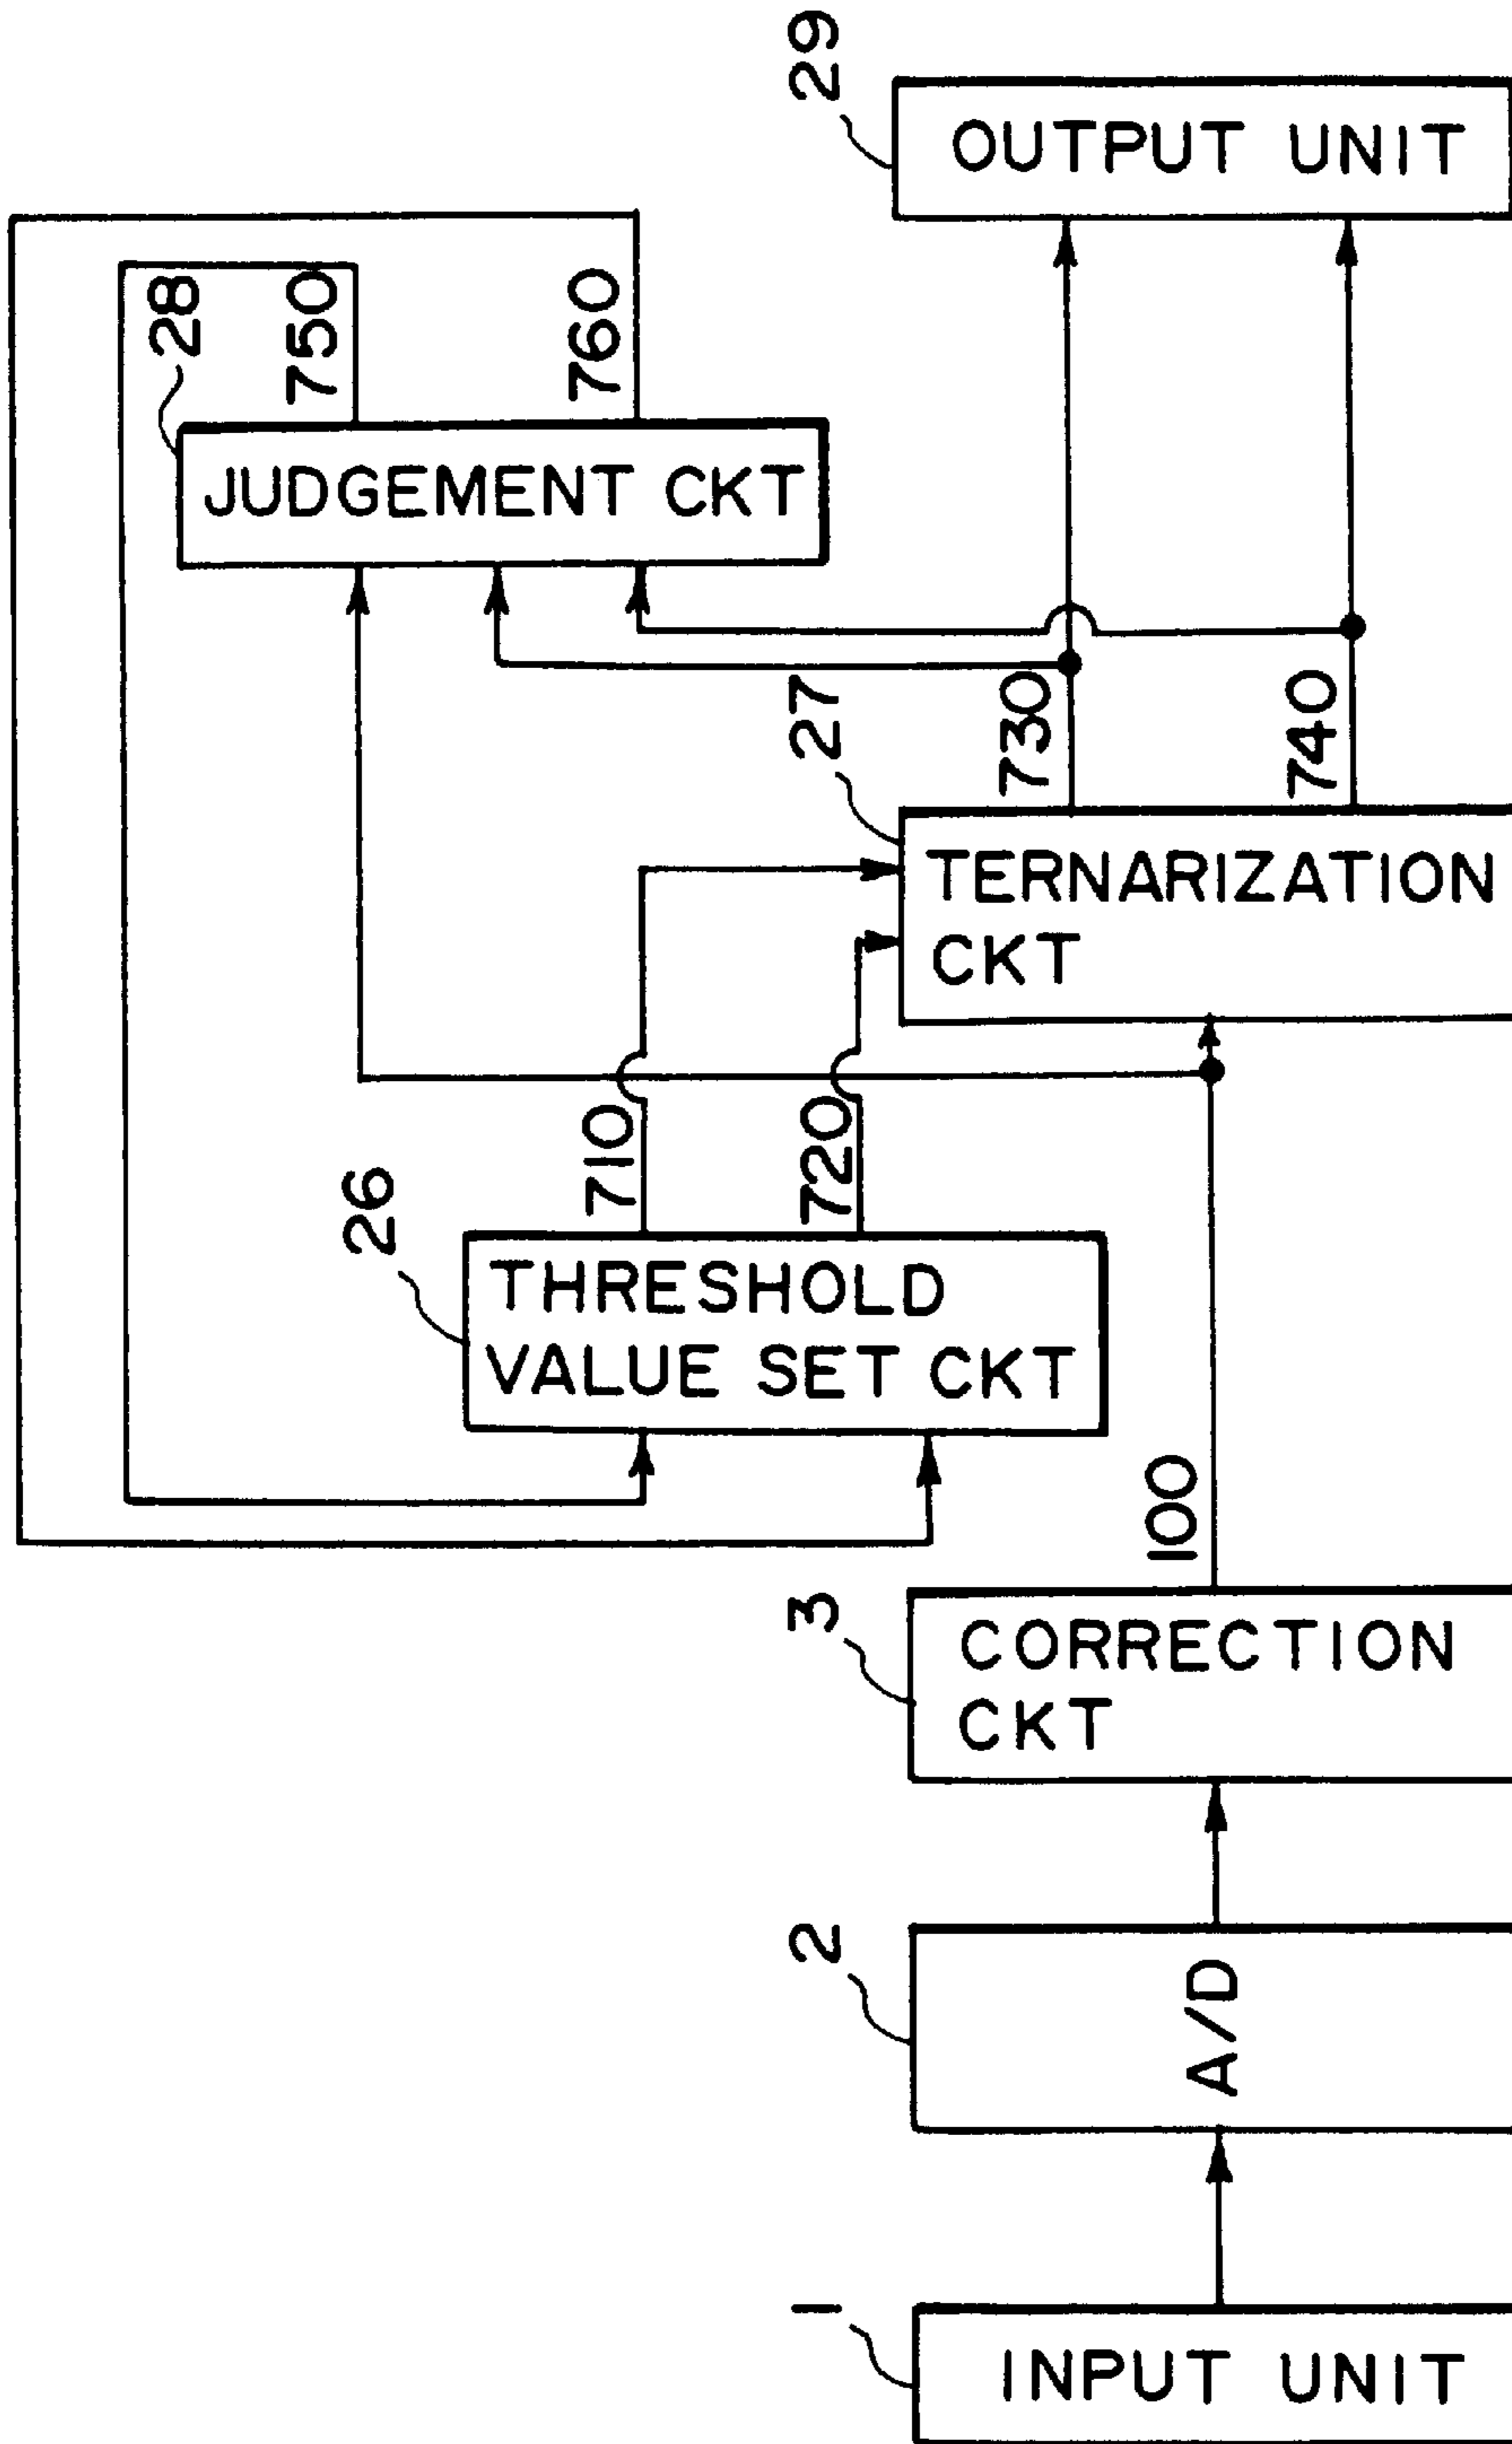 29
OUTPUT UNIT
28
750
760
JUDGEMENT CKT
27
730
740
TERNARIZATION
CKT
26
710
720
THRESHOLD
VALUE SET CKT
100
3
CORRECTION
CKT
2
A/D
1
INPUT UNIT